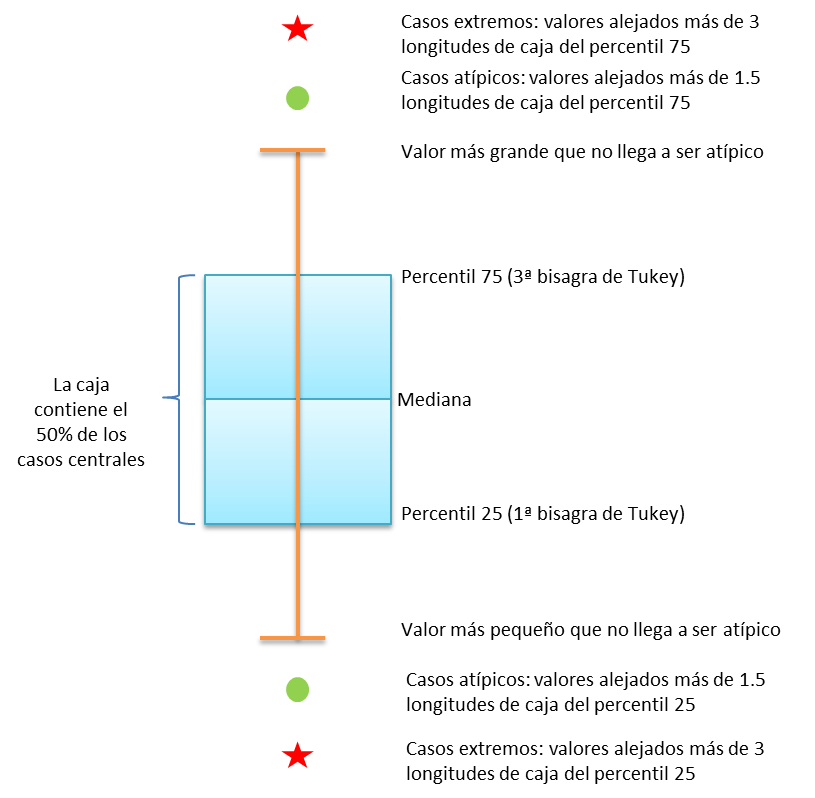 Casos extremos: valores alejados más de 3
longitudes de caja del percentil 75
Casos atípicos: valores alejados más de 1.5
longitudes de caja del percentil 75
Valor más grande que no llega a ser atípico
Percentil 75 (3ª bisagra de Tukey)
La caja
contiene el
50% de los
casos centrales
Mediana
Percentil 25 (1ª bisagra de Tukey)
Valor más pequeño que no llega a ser atípico
Casos atípicos: valores alejados más de 1.5
longitudes de caja del percentil 25
Casos extremos: valores alejados más de 3
longitudes de caja del percentil 25